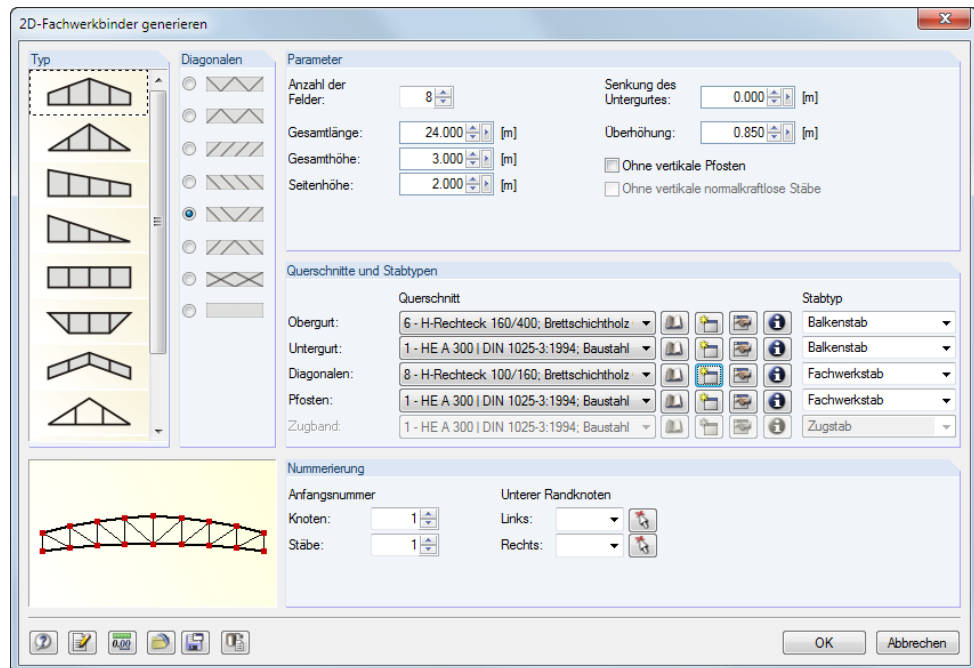 2D-Fachwerkbinder generieren
Typ
Diagonalen
Parameter
Anzahl der
Felder:
8
Gesamtlänge:
24.000
[m]
Gesamthöhe:
3.000
[m]
Seitenhöhe:
2.000
[m]
Senkung des
Untergurtes:
0.000
[m]
Überhöhung:
0.850
[m]
Ohne vertikale Pfosten
Ohne vertikale normalkraftlose Stäbe
Querschnitte und Stabtypen
Querschnitt
Stabtyp
Obergurt:
6 - H-Rechteck 160/400; Brettschichtholz
Balkenstab
Untergurt:
1 - HE A 300 | DIN 1025-3:1994; Baustahl
Balkenstab
Diagonalen:
8 - H-Rechteck 100/160; Brettschichtholz
Fachwerkstab
Pfosten:
1 - HE A 300 | DIN 1025-3:1994; Baustahl
Fachwerkstab
Zugband:
1 - HE A 300 | DIN 1025-3:1994; Baustahl
Zugstab
Nummerierung
Anfangsnummer
Knoten:
1
Stäbe:
1
Unterer Randknoten
Links:
Rechts:
0.00
OK
Abbrechen